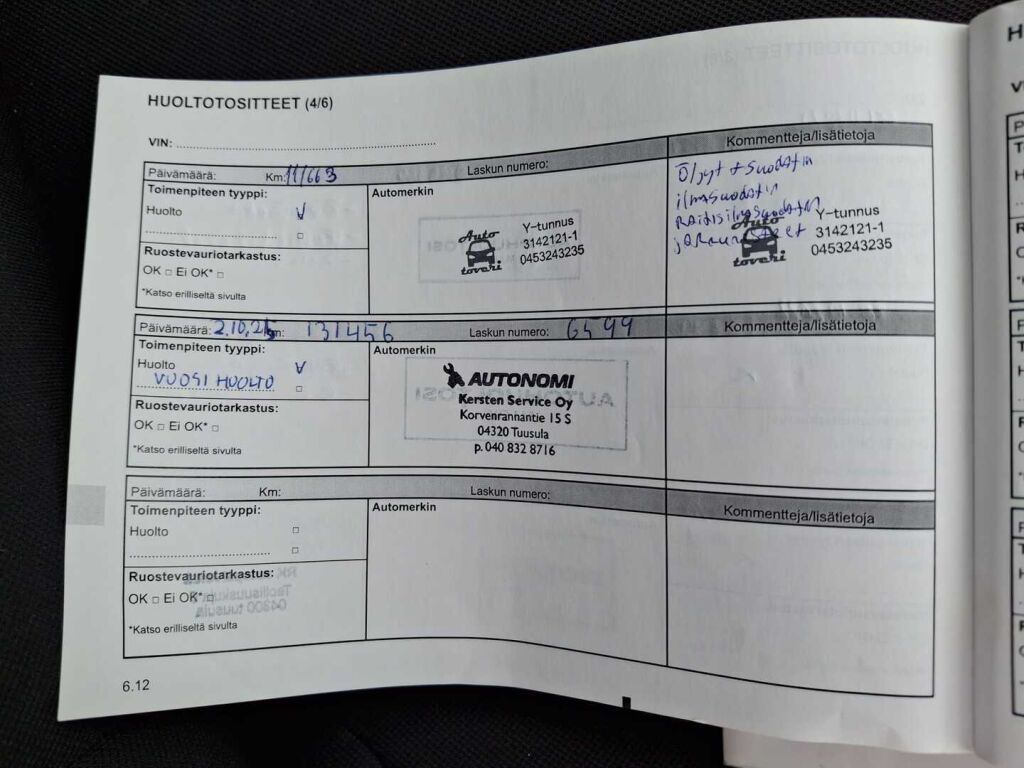 HUOLTOTOSITTEET (4/6)
VIN:
Päivämäärä: Km: 111663 Laskun numero: Kommentteja/lisätietoja
Toimenpiteen tyyppi:
Huolto V
Ruostevauriotarkastus:
OK □ Ei OK* □
*Katso erilliseltä sivulta
Automerkin
Auto
toveri
Y-tunnus
3142121-1
0453243235
Öljyt + suodatin
ilmasuodatin
Raitisilmasuodatin
Auto
toveri
Y-tunnus
3142121-1
0453243235
Päivämäärä: 2.10.25 Km: 131456 Laskun numero: 6599 Kommentteja/lisätietoja
Toimenpiteen tyyppi:
Huolto V
VUOSI HUOLTO □
Ruostevauriotarkastus:
OK □ Ei OK* □
*Katso erilliseltä sivulta
Automerkin
AUTONOMI
Kersten Service Oy
Korvenrannantie 15 S
04320 Tuusula
p. 040 832 8716
Päivämäärä: Km: Laskun numero: Kommentteja/lisätietoja
Toimenpiteen tyyppi:
Huolto □
Ruostevauriotarkastus:
OK □ Ei OK* □
*Katso erilliseltä sivulta
Automerkin
6.12